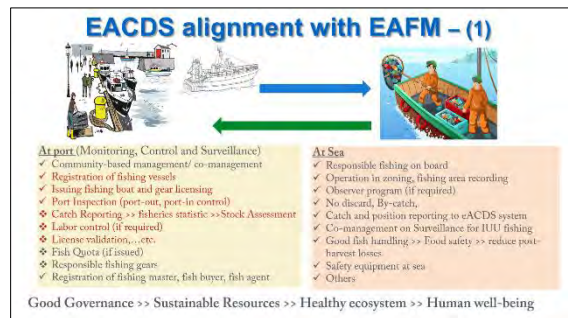 EACDS alignment with EAFM – (1)
At port (Monitoring, Control and Surveillance)
✓ Community-based management/ co-management
✓ Registration of fishing vessels
✓ Issuing fishing boat and gear licensing
✓ Port Inspection (port-out, port-in control)
❖ Catch Reporting >> fisheries statistic >> Stock Assessment
❖ Labor control (if required)
❖ License validation,…etc.
❖ Fish Quota (if issued)
✓ Responsible fishing gears
✓ Registration of fishing master, fish buyer, fish agent
At Sea
✓ Responsible fishing on board
✓ Operation in zoning, fishing area recording
✓ Observer program (if required)
✓ No discard, By-catch,
✓ Catch and position reporting to eACDS system
✓ Co-management on Surveillance for IUU fishing
✓ Good fish handling >> Food safety >> reduce post-
harvest losses
✓ Safety equipment at sea
✓ Others
Good Governance >> Sustainable Resources >> Healthy ecosystem >> Human well-being